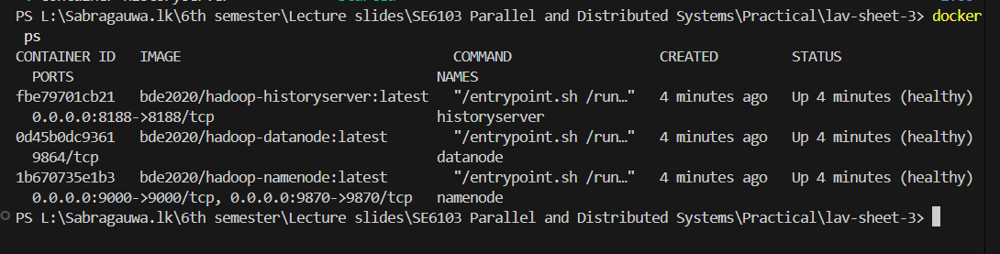 PS L:\Sabragauwa.lk\6th semester\Lecture slides\SE6103 Parallel and Distributed Systems\Practical\lav-sheet-3> docker
ps
CONTAINER ID   IMAGE                             COMMAND                  CREATED         STATUS
PORTS                                            NAMES
fbe79701cb21   bde2020/hadoop-historyserver:latest   "/entrypoint.sh /run…"   4 minutes ago   Up 4 minutes (healthy)
0.0.0.0:8188->8188/tcp                           historyserver
0d45b0dc9361   bde2020/hadoop-datanode:latest        "/entrypoint.sh /run…"   4 minutes ago   Up 4 minutes (healthy)
9864/tcp                                         datanode
1b670735e1b3   bde2020/hadoop-namenode:latest        "/entrypoint.sh /run…"   4 minutes ago   Up 4 minutes (healthy)
0.0.0.0:9000->9000/tcp, 0.0.0.0:9870->9870/tcp   namenode
PS L:\Sabragauwa.lk\6th semester\Lecture slides\SE6103 Parallel and Distributed Systems\Practical\lav-sheet-3>